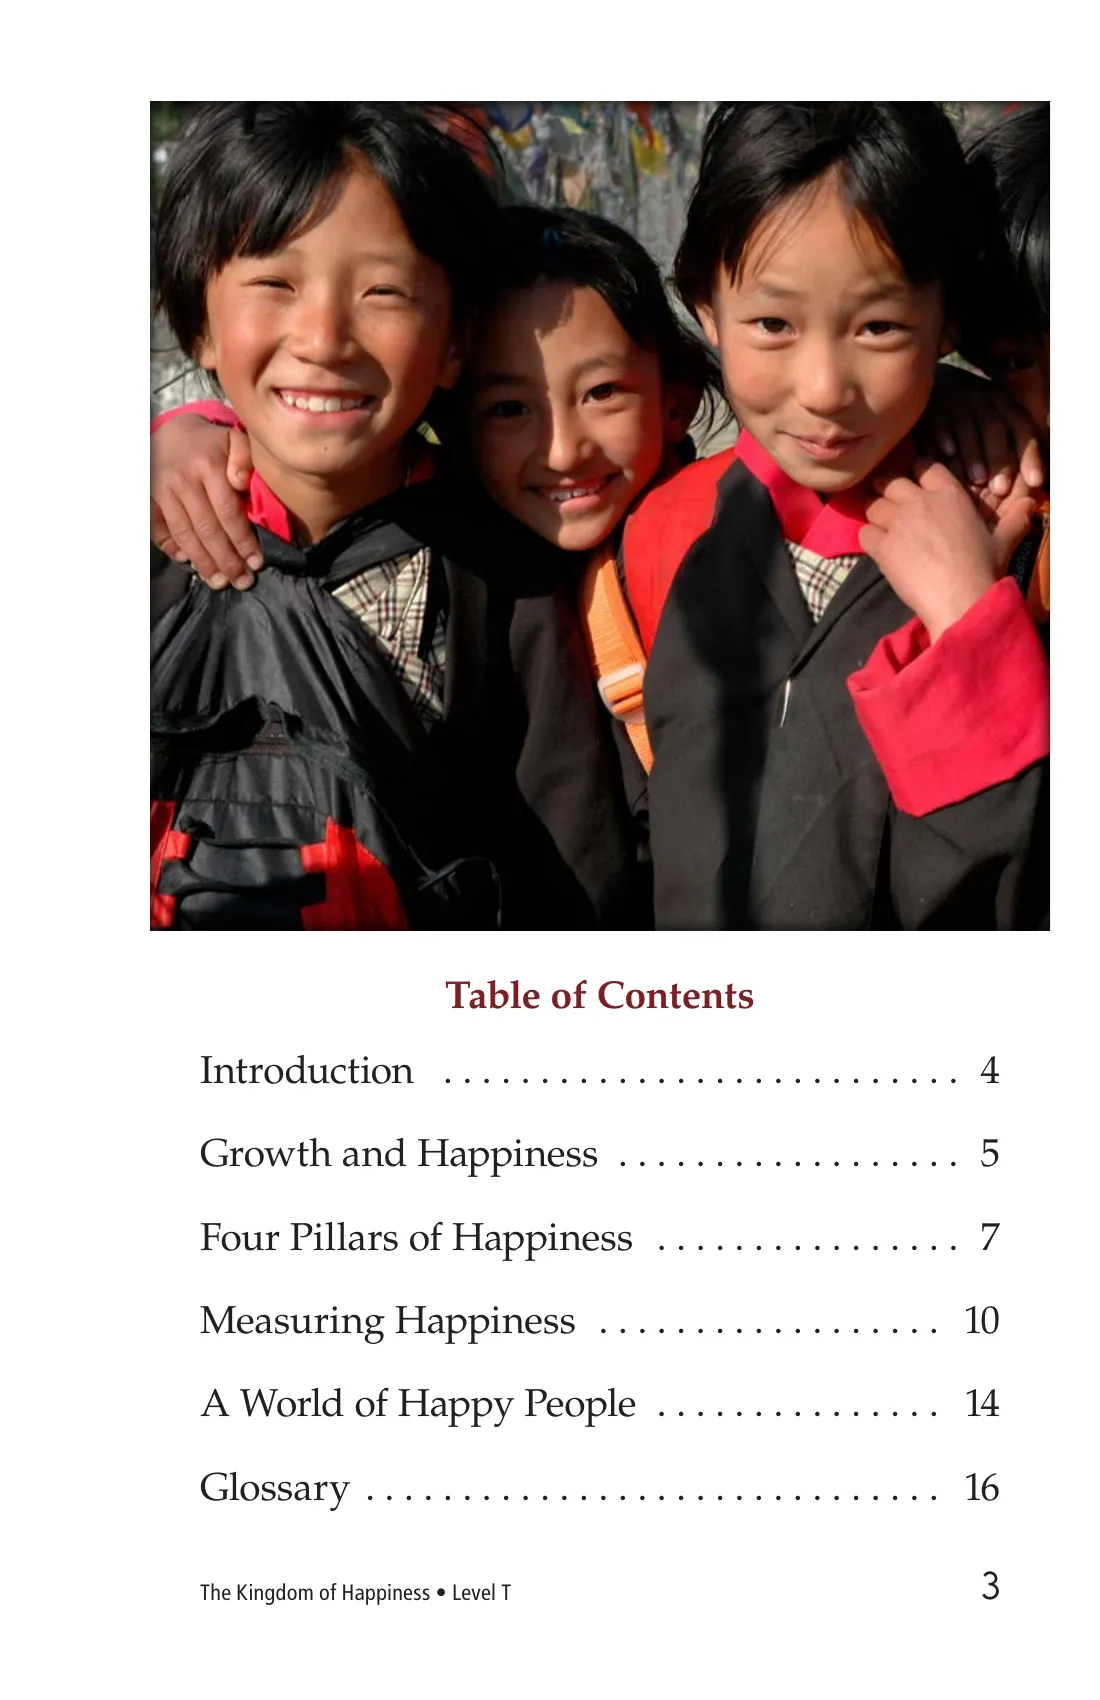 Table of Contents
Introduction . . . . . . . . . . . . . . . . . . . . . . . . . . . 4
Growth and Happiness . . . . . . . . . . . . . . . . . . 5
Four Pillars of Happiness . . . . . . . . . . . . . . . . 7
Measuring Happiness . . . . . . . . . . . . . . . . . . 10
A World of Happy People . . . . . . . . . . . . . . . 14
Glossary . . . . . . . . . . . . . . . . . . . . . . . . . . . . . . 16
The Kingdom of Happiness • Level T 3